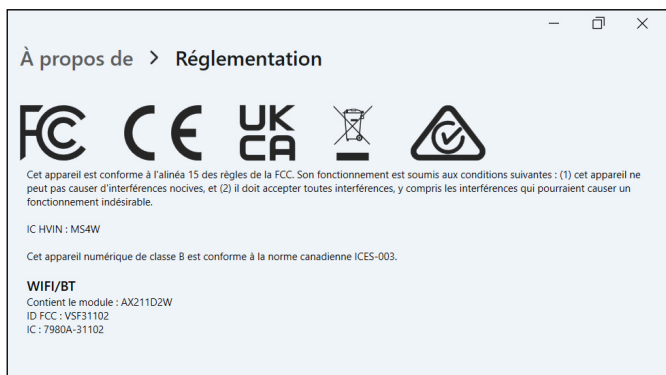 À propos de > Réglementation
FC CE UK CA
Cet appareil est conforme à l'alinéa 15 des règles de la FCC. Son fonctionnement est soumis aux conditions suivantes : (1) cet appareil ne
peut pas causer d'interférences nocives, et (2) il doit accepter toutes interférences, y compris les interférences qui pourraient causer un
fonctionnement indésirable.
IC HVIN : MS4W
Cet appareil numérique de classe B est conforme à la norme canadienne ICES-003.
WIFI/BT
Contient le module : AX211D2W
ID FCC : VSF31102
IC : 7980A-31102